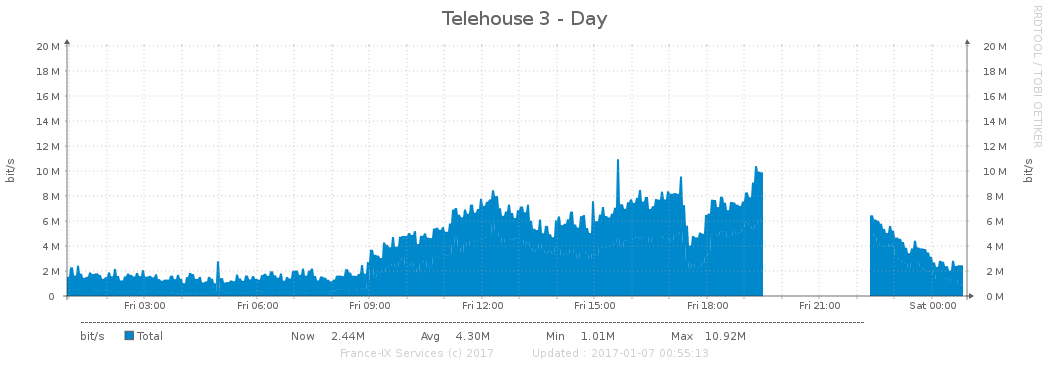 Telehouse 3 - Day
RRDTOOL / TOBI OETIKER
bit/s
bit/s
20 M 20 M
18 M 18 M
16 M 16 M
14 M 14 M
12 M 12 M
10 M 10 M
8 M 8 M
6 M 6 M
4 M 4 M
2 M 2 M
0 0 M
Fri 03:00 Fri 06:00 Fri 09:00 Fri 12:00 Fri 15:00 Fri 18:00 Fri 21:00 Sat 00:00
bit/s Total Now 2.44M Avg 4.30M Min 1.01M Max 10.92M
France-IX Services (c) 2017 Updated : 2017-01-07 00:55:13